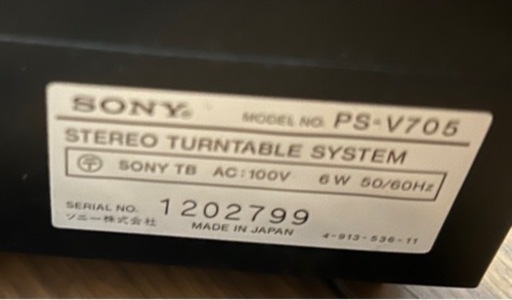 SONY® MODEL NO. PS-V705
STEREO TURNTABLE SYSTEM
〒 SONY TB AC:100V 6W 50/60Hz
SERIAL NO. 1202799
ソニー株式会社 MADE IN JAPAN 4-913-536-11